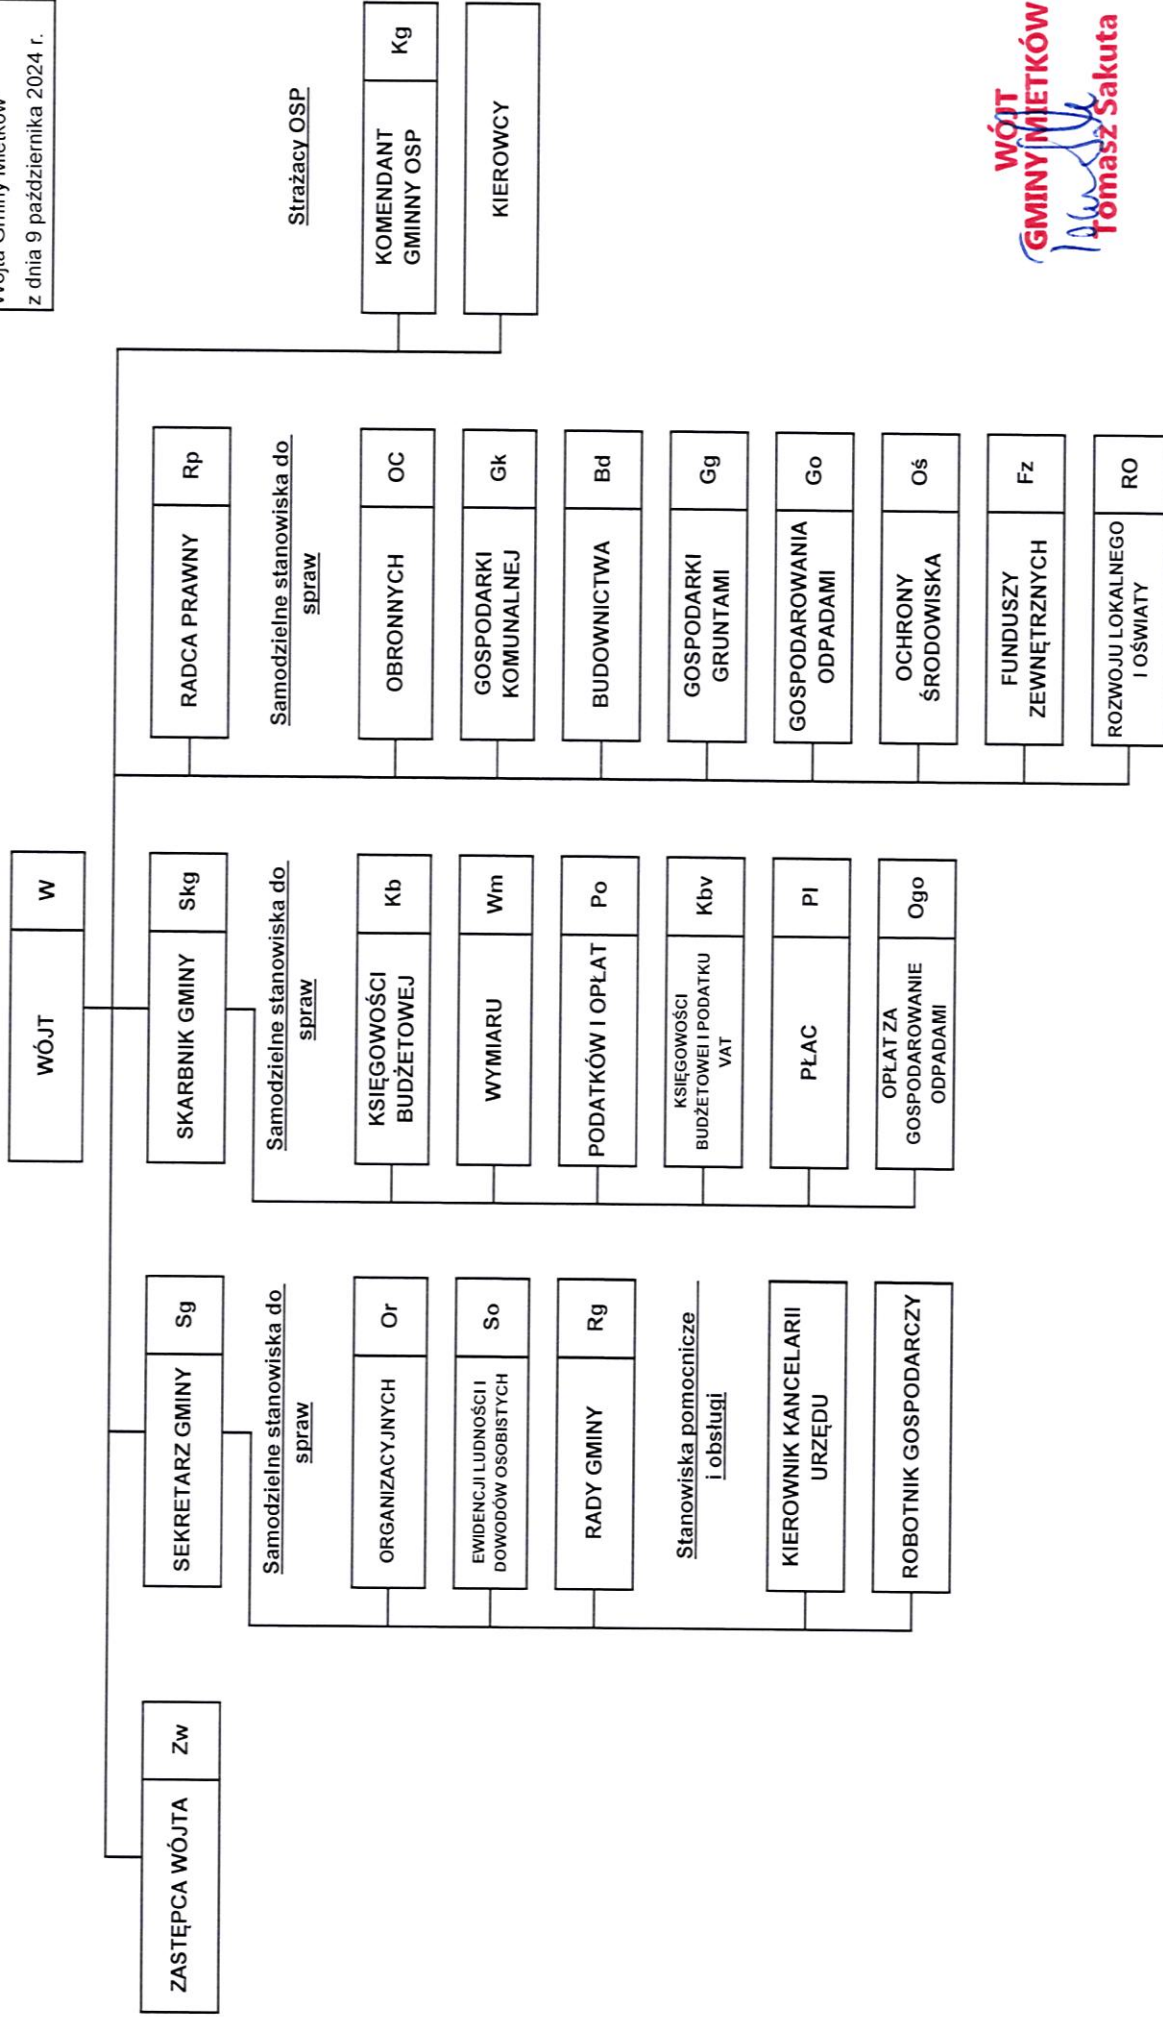 Wójta Gminy Mietków
z dnia 9 października 2024 r.
WÓJT
W
ZASTĘPCA WÓJTA
Zw
SEKRETARZ GMINY
Sg
Samodzielne stanowiska do
spraw
ORGANIZACYJNYCH
Or
EWIDENCJI LUDNOŚCI I
DOWODÓW OSOBISTYCH
So
RADY GMINY
Rg
Stanowiska pomocnicze
i obsługi
KIEROWNIK KANCELARII
URZĘDU
ROBOTNIK GOSPODARCZY
SKARBNIK GMINY
Skg
Samodzielne stanowiska do
spraw
KSIĘGOWOŚCI
BUDŻETOWEJ
Kb
WYMIARU
Wm
PODATKÓW I OPŁAT
Po
KSIĘGOWOŚCI
BUDŻETOWEI I PODATKU
VAT
Kbv
PŁAC
Pl
OPŁAT ZA
GOSPODAROWANIE
ODPADAMI
Ogo
RADCA PRAWNY
Rp
Samodzielne stanowiska do
spraw
OBRONNYCH
OC
GOSPODARKI
KOMUNALNEJ
Gk
BUDOWNICTWA
Bd
GOSPODARKI
GRUNTAMI
Gg
GOSPODAROWANIA
ODPADAMI
Go
OCHRONY
ŚRODOWISKA
Oś
FUNDUSZY
ZEWNĘTRZNYCH
Fz
ROZWOJU LOKALNEGO
I OŚWIATY
RO
Strażacy OSP
KOMENDANT
GMINNY OSP
Kg
KIEROWCY
WÓJT
GMINY MIETKÓW
Tomasz Sakuta